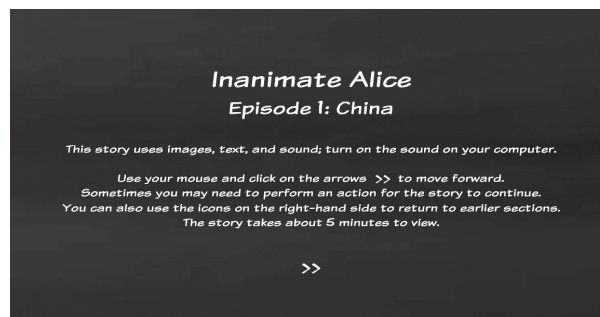 Inanimate Alice
Episode 1: China
This story uses images, text, and sound; turn on the sound on your computer.
Use your mouse and click on the arrows >> to move forward.
Sometimes you may need to perform an action for the story to continue.
You can also use the icons on the right-hand side to return to earlier sections.
The story takes about 5 minutes to view.
>>